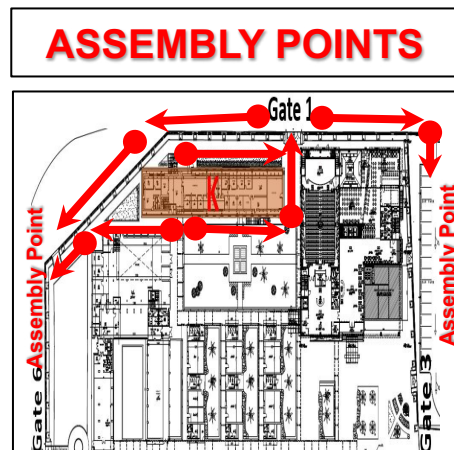 ASSEMBLY POINTS
Gate 1
K
Assembly Point
Assembly Point
Gate 6
Gate 3